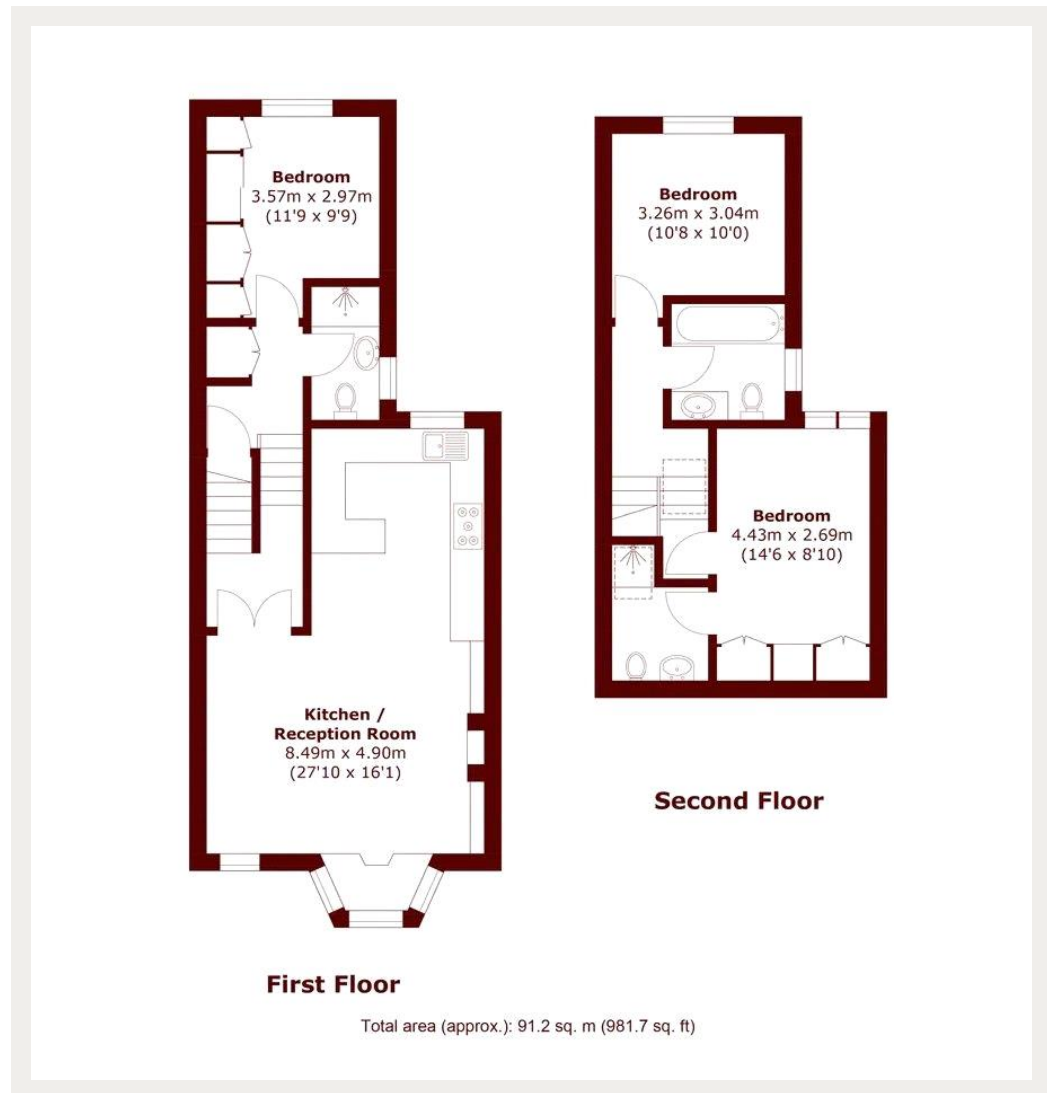 Bedroom
3.57m x 2.97m
(11'9 x 9'9)
Bedroom
3.26m x 3.04m
(10'8 x 10'0)
Bedroom
4.43m x 2.69m
(14'6 x 8'10)
Kitchen /
Reception Room
8.49m x 4.90m
(27'10 x 16'1)
Second Floor
First Floor
Total area (approx.): 91.2 sq. m (981.7 sq. ft)